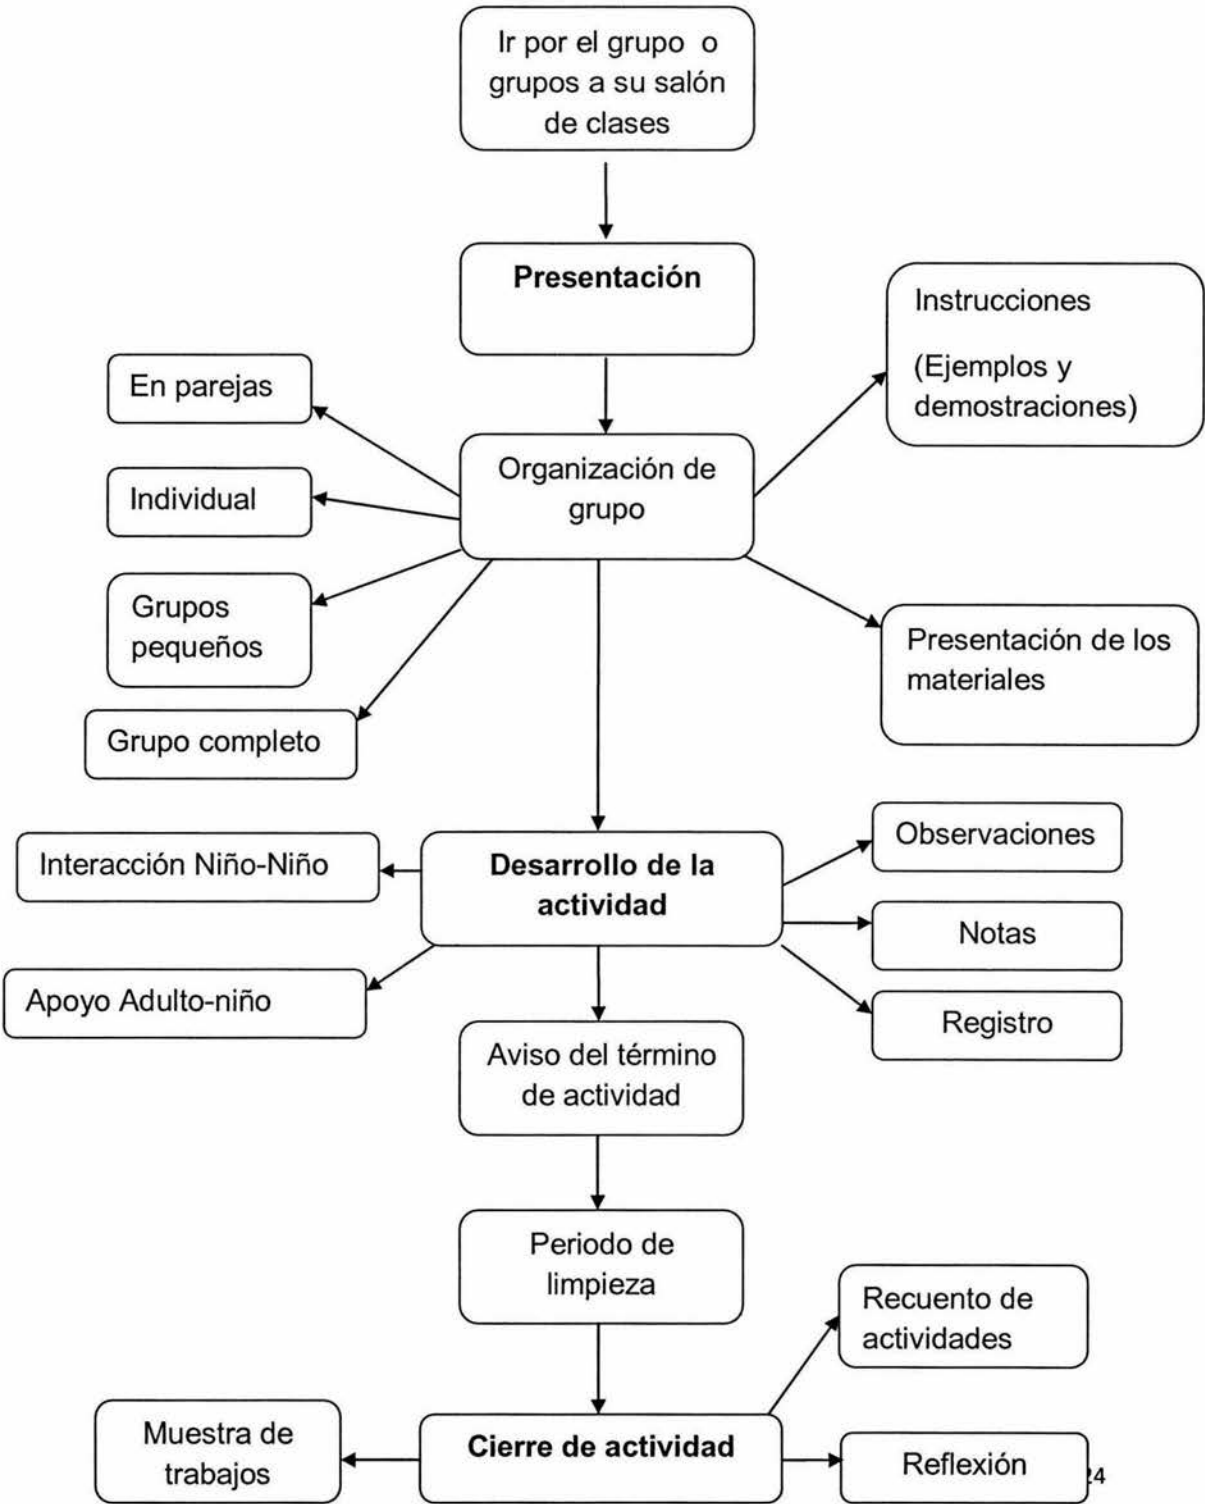 Ir por el grupo o
grupos a su salón
de clases
Presentación
Instrucciones
(Ejemplos y
demostraciones)
En parejas
Organización de
grupo
Individual
Grupos
pequeños
Presentación de los
materiales
Grupo completo
Interacción Niño-Niño
Desarrollo de la
actividad
Observaciones
Notas
Apoyo Adulto-niño
Registro
Aviso del término
de actividad
Periodo de
limpieza
Recuento de
actividades
Muestra de
trabajos
Cierre de actividad
Reflexión